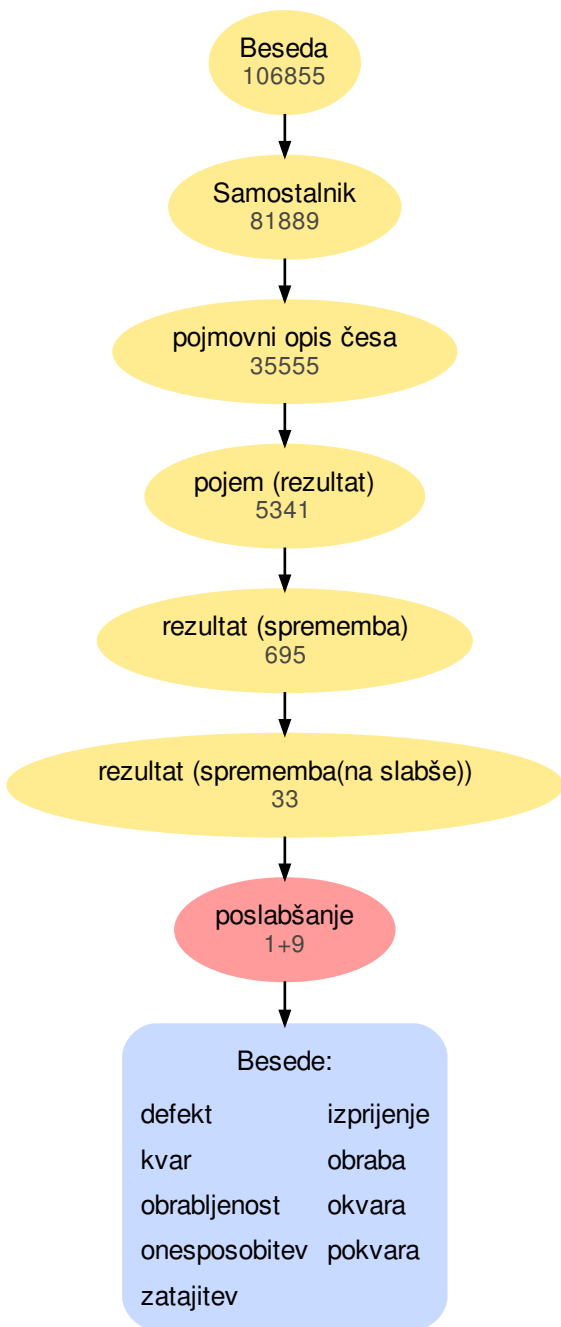 Beseda
106855
Samostalnik
81889
pojmovni opis česa
35555
pojem (rezultat)
5341
rezultat (sprememba)
695
rezultat (sprememba(na slabše))
33
poslabšanje
1+9
Besede:
defekt izprijenje
kvar obraba
obrabljenost okvara
onesposobitev pokvara
zatajitev